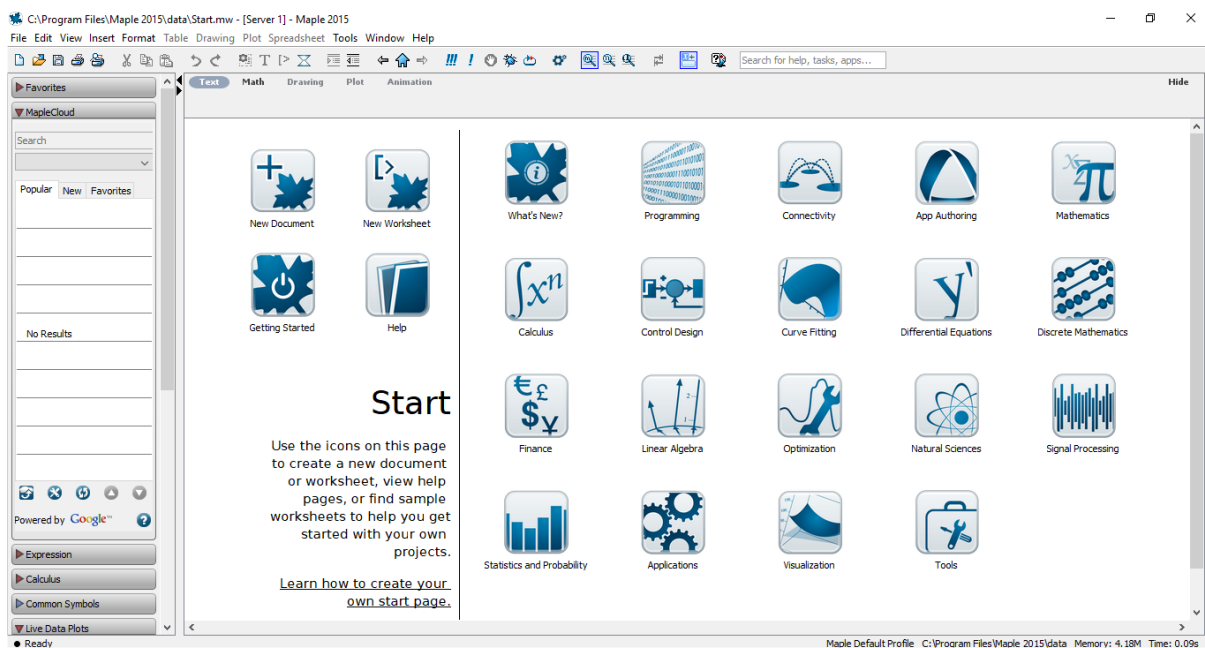 C:\Program Files\Maple 2015\data\Start.mw - [Server 1] - Maple 2015
File Edit View Insert Format Table Drawing Plot Spreadsheet Tools Window Help
Search for help, tasks, apps...
Favorites
Text Math Drawing Plot Animation Hide
MapleCloud
Search
Popular New Favorites
No Results
Powered by Google™
Expression
Calculus
Common Symbols
Live Data Plots
New Document New Worksheet
Getting Started Help
Start
Use the icons on this page
to create a new document
or worksheet, view help
pages, or find sample
worksheets to help you get
started with your own
projects.
Learn how to create your
own start page.
What's New? Programming Connectivity App Authoring Mathematics
Calculus Control Design Curve Fitting Differential Equations Discrete Mathematics
Finance Linear Algebra Optimization Natural Sciences Signal Processing
Statistics and Probability Applications Visualization Tools
Ready
Maple Default Profile C:\Program Files\Maple 2015\data Memory: 4.18M Time: 0.09s